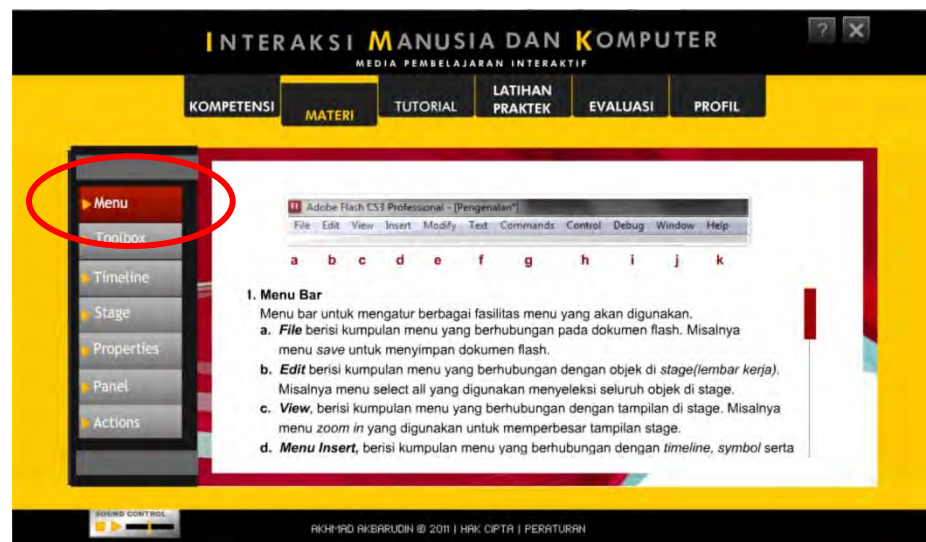 INTERAKSI MANUSIA DAN KOMPUTER
MEDIA PEMBELAJARAN INTERAKTIF
? X
KOMPETENSI
MATERI
TUTORIAL
LATIHAN
PRAKTEK
EVALUASI
PROFIL
Menu
Toolbox
Timeline
Stage
Properties
Panel
Actions
Adobe Flash CS3 Professional - [Pengenalan*]
File Edit View Insert Modify Text Commands Control Debug Window Help
a b c d e f g h i j k
1. Menu Bar
Menu bar untuk mengatur berbagai fasilitas menu yang akan digunakan.
a. File berisi kumpulan menu yang berhubungan pada dokumen flash. Misalnya
menu save untuk menyimpan dokumen flash.
b. Edit berisi kumpulan menu yang berhubungan dengan objek di stage(lembar kerja).
Misalnya menu select all yang digunakan menyeleksi seluruh objek di stage.
c. View, berisi kumpulan menu yang berhubungan dengan tampilan di stage. Misalnya
menu zoom in yang digunakan untuk memperbesar tampilan stage.
d. Menu Insert, berisi kumpulan menu yang berhubungan dengan timeline, symbol serta
SOUND CONTROL
AKHMAD AKBARUDIN @ 2011 | HAK CIPTA | PERATURAN